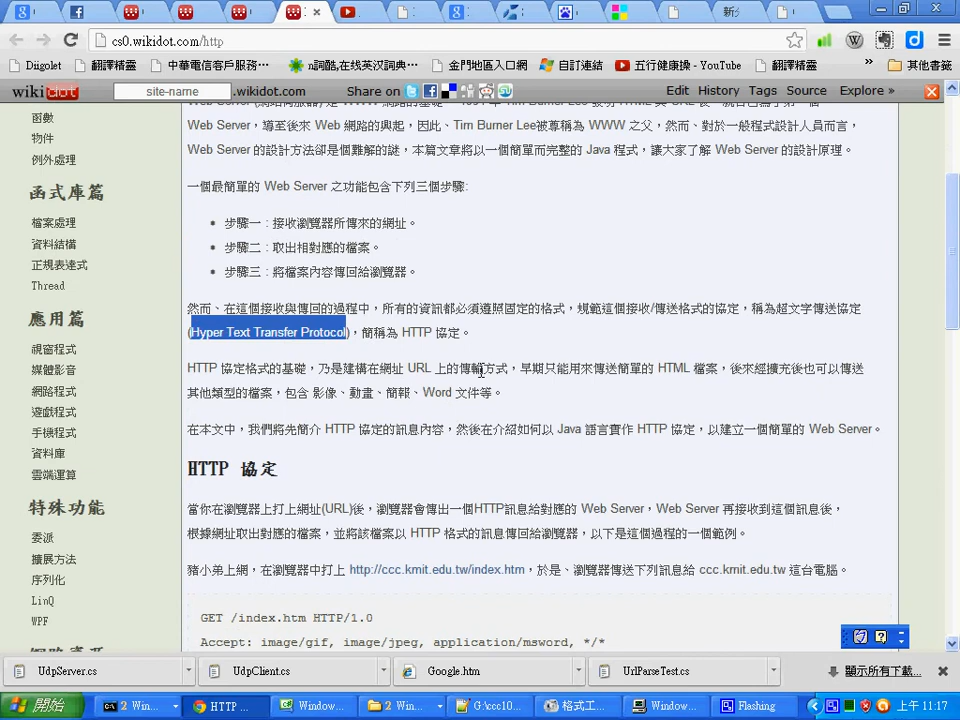 新分
cs0.wikidot.com/http
Diigolet
翻譯精靈
中華電信客戶服務…
n詞酷,在线英汉词典…
金門地區入口網
自訂連結
五行健康操 - YouTube
翻譯精靈
»
其他書籤
wikidot
site-name
.wikidot.com
Share on
Edit
History
Tags
Source
Explore »
函數
物件
例外處理
函式庫篇
檔案處理
資料結構
正規表達式
Thread
應用篇
視窗程式
媒體影音
網路程式
遊戲程式
手機程式
資料庫
雲端運算
特殊功能
委派
擴展方法
序列化
LinQ
WPF
Web Server，導至後來 Web 網路的興起，因此、Tim Burner Lee被尊稱為 WWW 之父，然而、對於一般程式設計人員而言，
Web Server 的設計方法卻是個難解的謎，本篇文章將以一個簡單而完整的 Java 程式，讓大家了解 Web Server 的設計原理。
一個最簡單的 Web Server 之功能包含下列三個步驟:
步驟一：接收瀏覽器所傳來的網址。
步驟二：取出相對應的檔案。
步驟三：將檔案內容傳回給瀏覽器。
然而、在這個接收與傳回的過程中，所有的資訊都必須遵照固定的格式，規範這個接收/傳送格式的協定，稱為超文字傳送協定
(Hyper Text Transfer Protocol)，簡稱為 HTTP 協定。
HTTP 協定格式的基礎，乃是建構在網址 URL 上的傳輸方式，早期只能用來傳送簡單的 HTML 檔案，後來經擴充後也可以傳送
其他類型的檔案，包含 影像、動畫、簡報、Word 文件等。
在本文中，我們將先簡介 HTTP 協定的訊息內容，然後在介紹如何以 Java 語言實作 HTTP 協定，以建立一個簡單的 Web Server。
HTTP 協定
當你在瀏覽器上打上網址(URL)後，瀏覽器會傳出一個HTTP訊息給對應的 Web Server，Web Server 再接收到這個訊息後，
根據網址取出對應的檔案，並將該檔案以 HTTP 格式的訊息傳回給瀏覽器，以下是這個過程的一個範例。
豬小弟上網，在瀏覽器中打上 http://ccc.kmit.edu.tw/index.htm，於是、瀏覽器傳送下列訊息給 ccc.kmit.edu.tw 這台電腦。
GET /index.htm HTTP/1.0
Accept: image/gif, image/jpeg, application/msword, */*
UdpServer.cs
UdpClient.cs
Google.htm
UrlParseTest.cs
顯示所有下載...
開始
2 Win...
HTTP ...
Window...
2 Win...
G:\ccc10...
格式工...
Window...
Flashing
上午 11:17